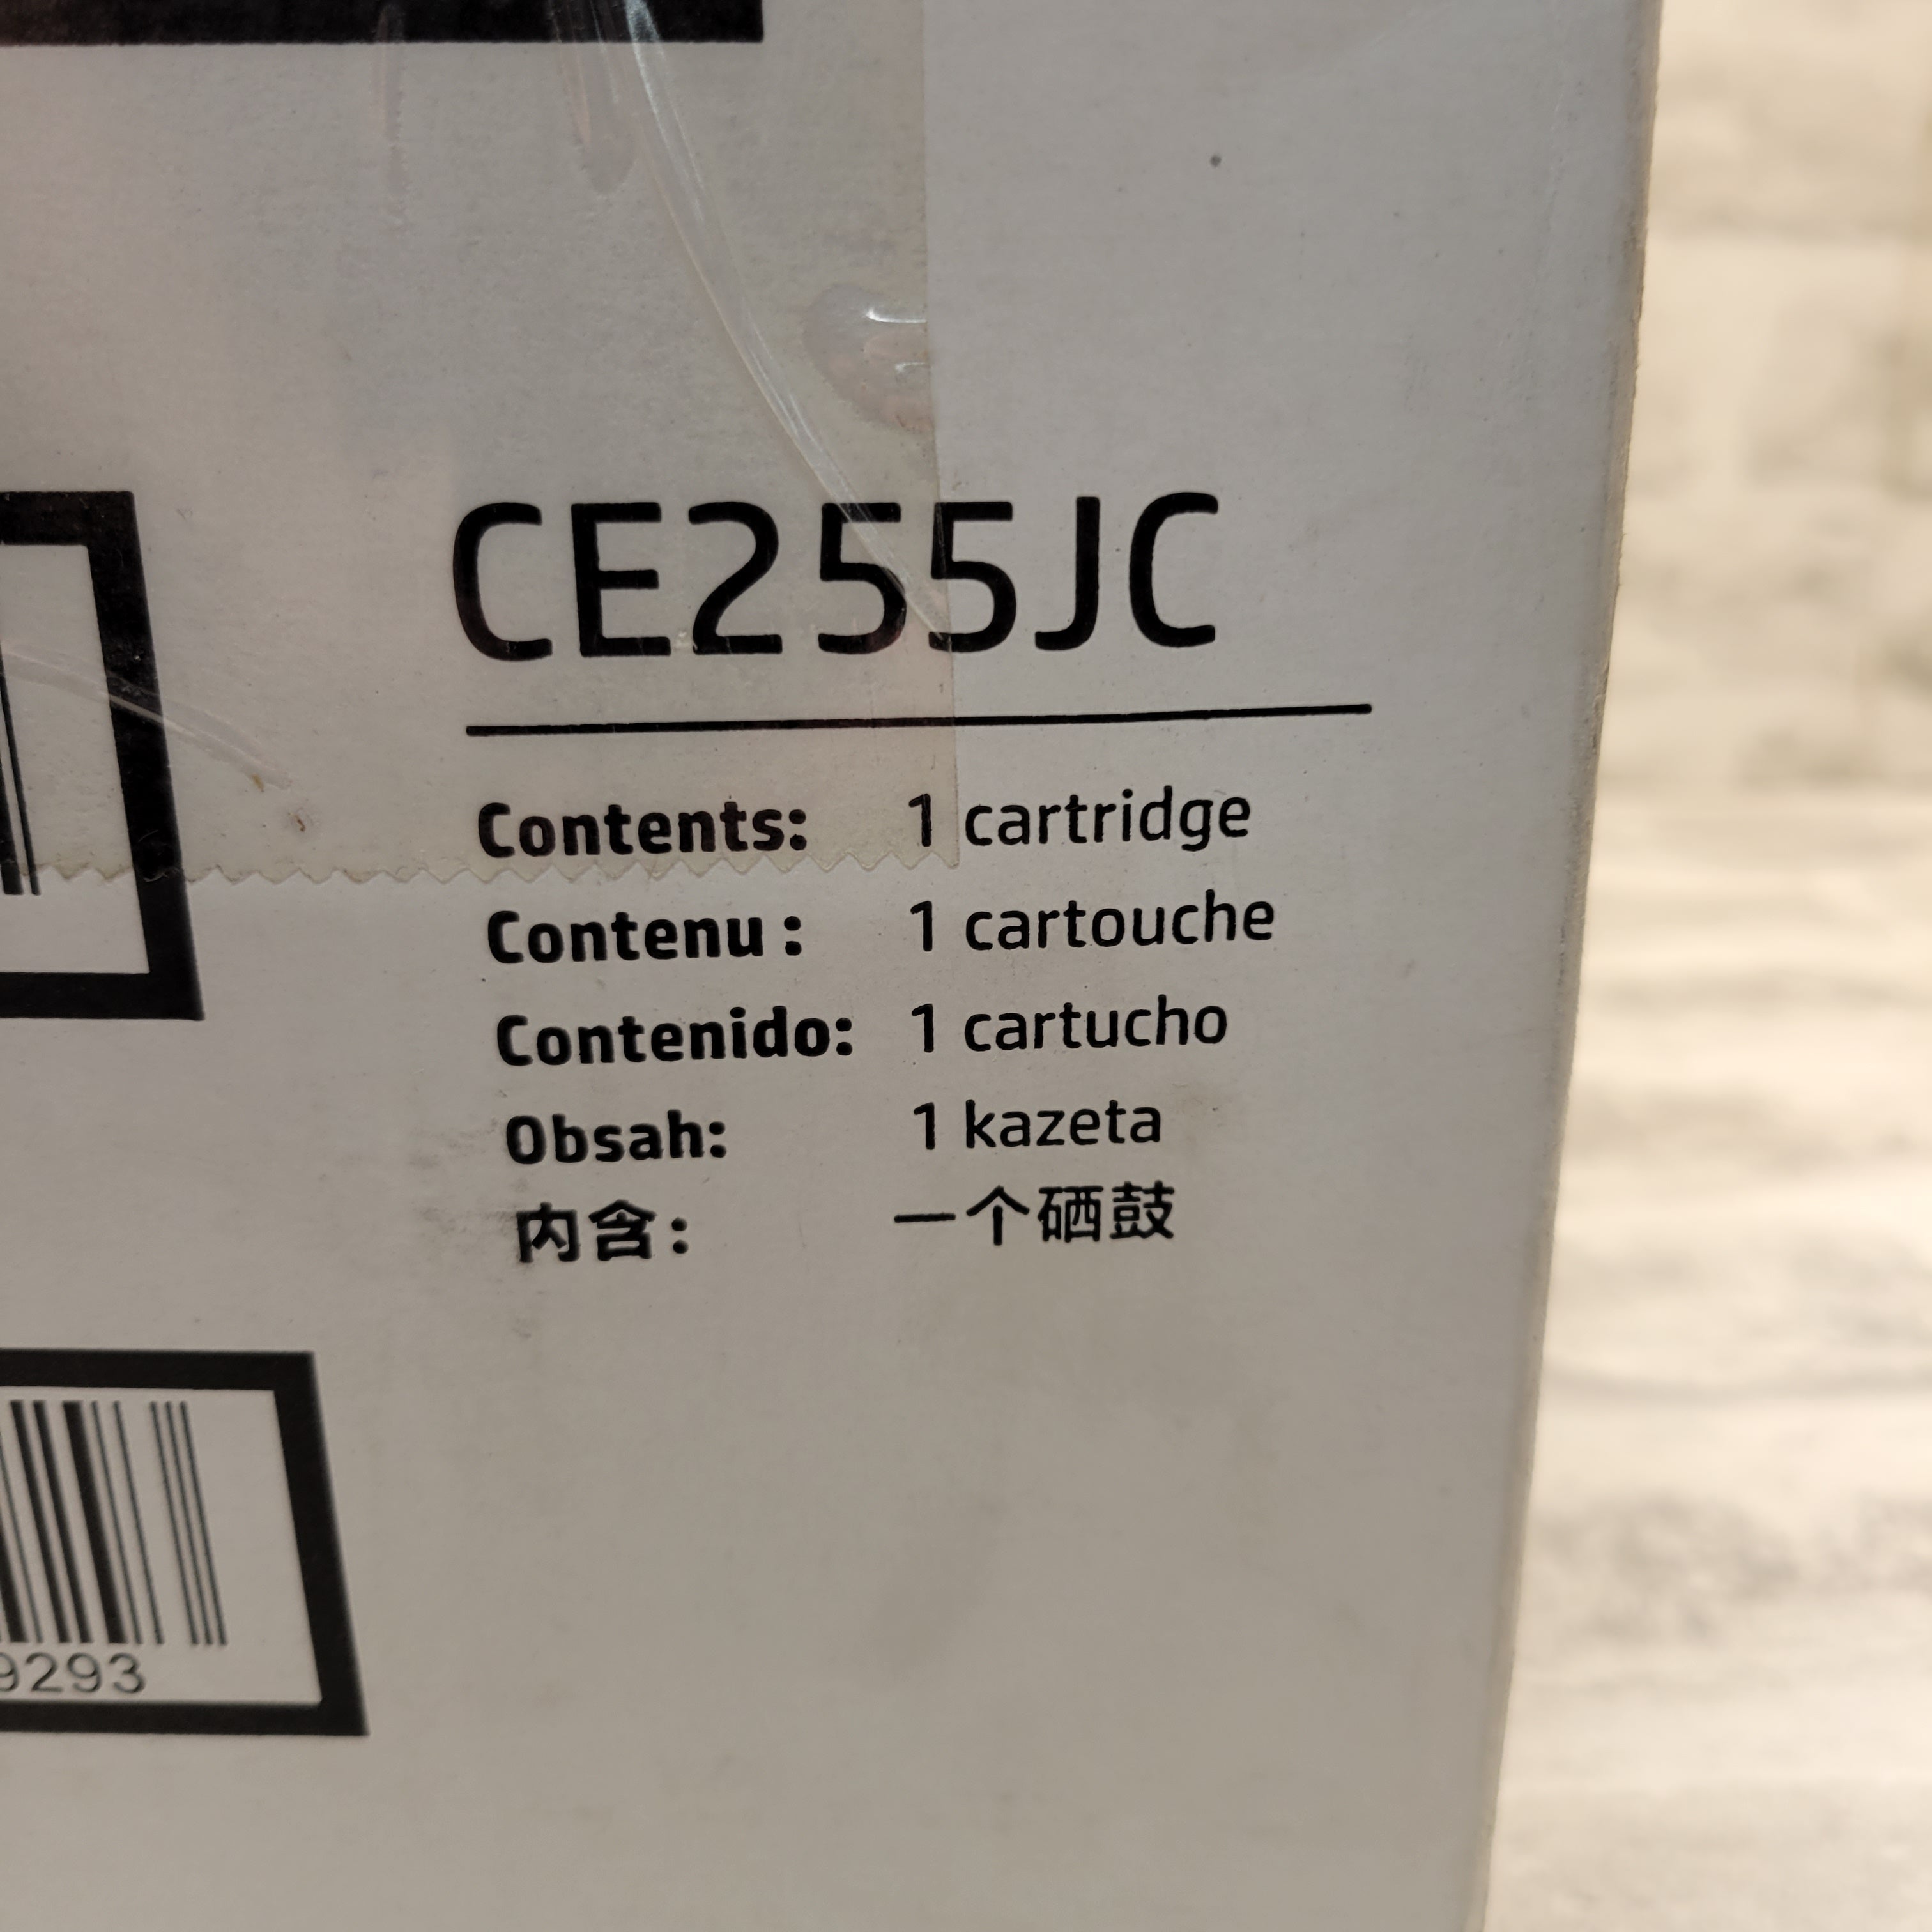 CE255JC
Contents: 1 cartridge
Contenu : 1 cartouche
Contenido: 1 cartucho
Obsah: 1 kazeta
内含： 一个硒鼓
9293